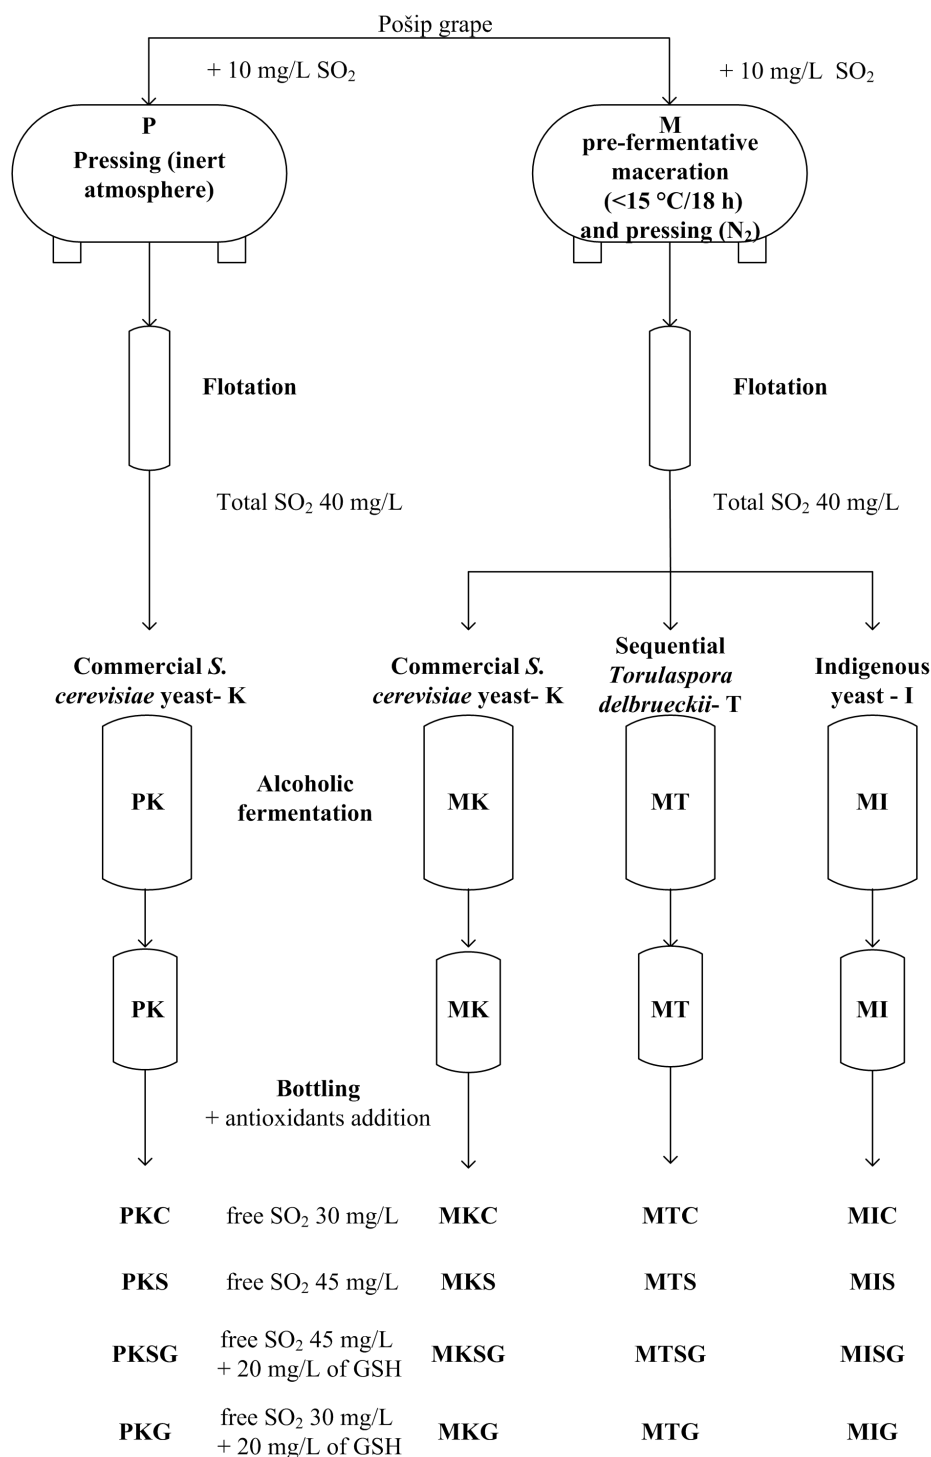 Pošip grape
+ 10 mg/L SO₂
+ 10 mg/L  SO₂
P
Pressing (inert
atmosphere)
M
pre-fermentative
maceration
(<15 °C/18 h)
and pressing (N₂)
Flotation
Flotation
Total SO₂ 40 mg/L
Total SO₂ 40 mg/L
Commercial S.
cerevisiae yeast- K
Commercial S.
cerevisiae yeast- K
Sequential
Torulaspora
delbrueckii- T
Indigenous
yeast - I
PK
Alcoholic
fermentation
MK
MT
MI
PK
MK
MT
MI
Bottling
+ antioxidants addition
PKC
free SO₂ 30 mg/L
MKC
MTC
MIC
PKS
free SO₂ 45 mg/L
MKS
MTS
MIS
PKSG
free SO₂ 45 mg/L
+ 20 mg/L of GSH
MKSG
MTSG
MISG
PKG
free SO₂ 30 mg/L
+ 20 mg/L of GSH
MKG
MTG
MIG